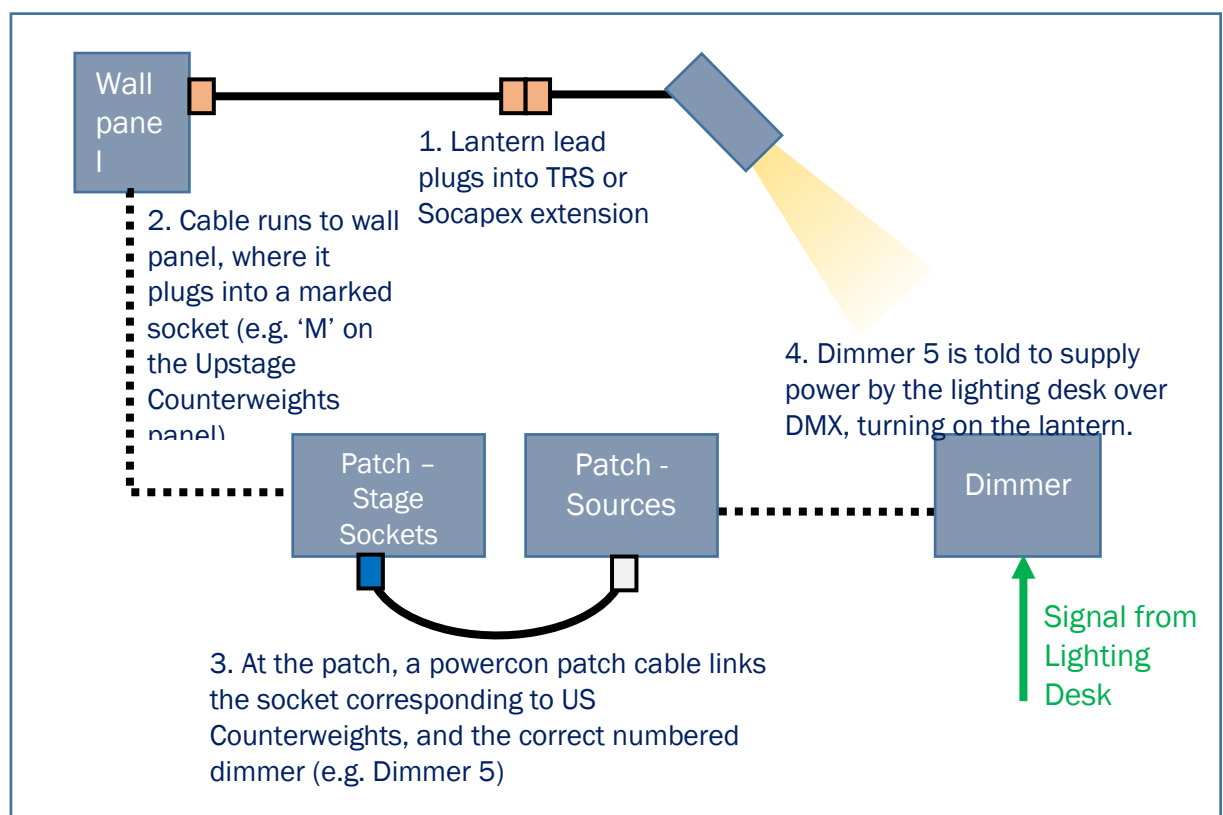 Wall
pane
l
1. Lantern lead
plugs into TRS or
Socapex extension
2. Cable runs to wall
panel, where it
plugs into a marked
socket (e.g. ‘M’ on
the Upstage
Counterweights
panel)
4. Dimmer 5 is told to supply
power by the lighting desk over
DMX, turning on the lantern.
Patch –
Stage
Sockets
Patch -
Sources
Dimmer
Signal from
Lighting
Desk
3. At the patch, a powercon patch cable links
the socket corresponding to US
Counterweights, and the correct numbered
dimmer (e.g. Dimmer 5)